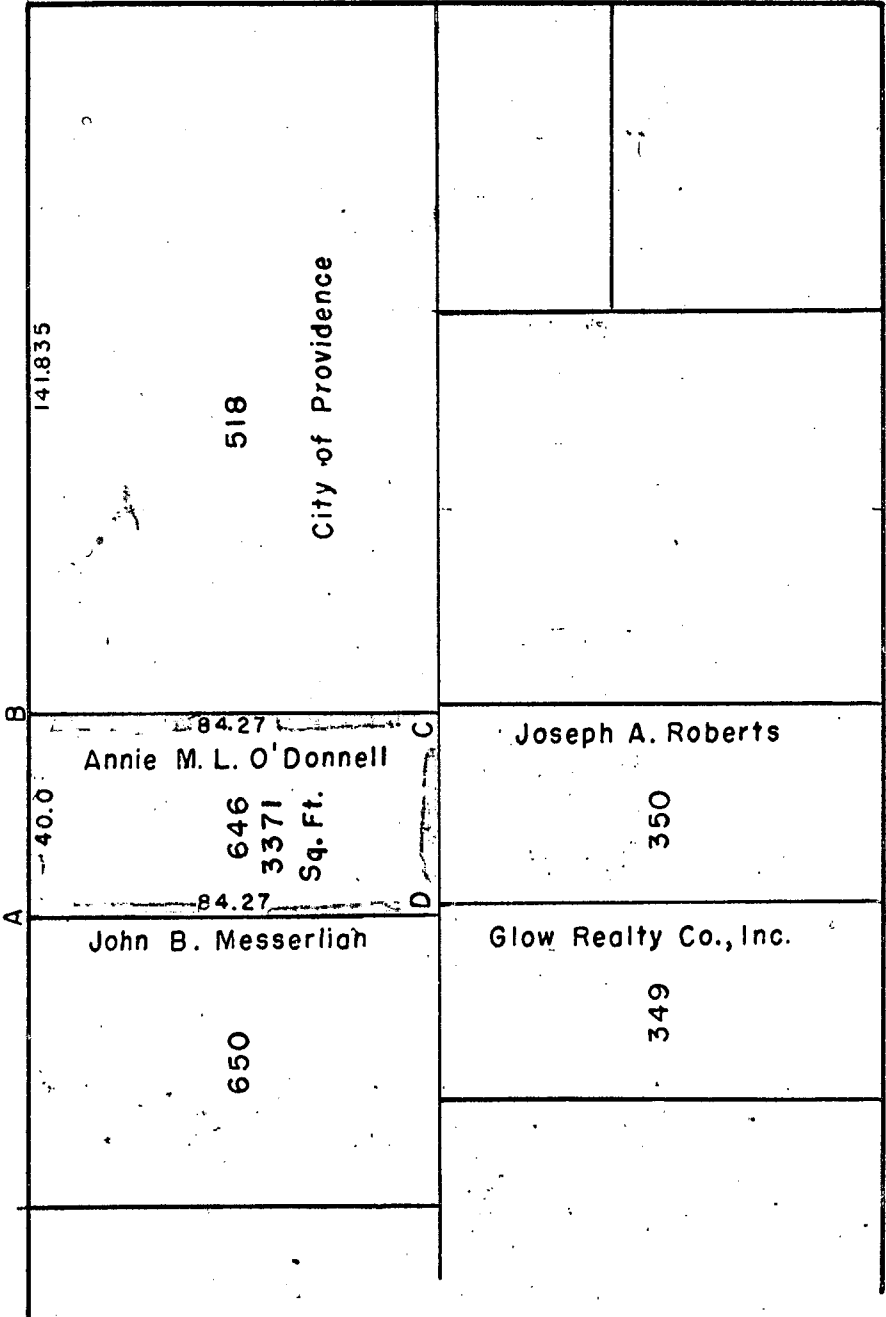 141.835
518
City of Providence
B
84.27
C
Annie M. L. O'Donnell
40.0
646
3371
Sq. Ft.
84.27
D
A
John B. Messerlian
650
Joseph A. Roberts
350
Glow Realty Co., Inc.
349